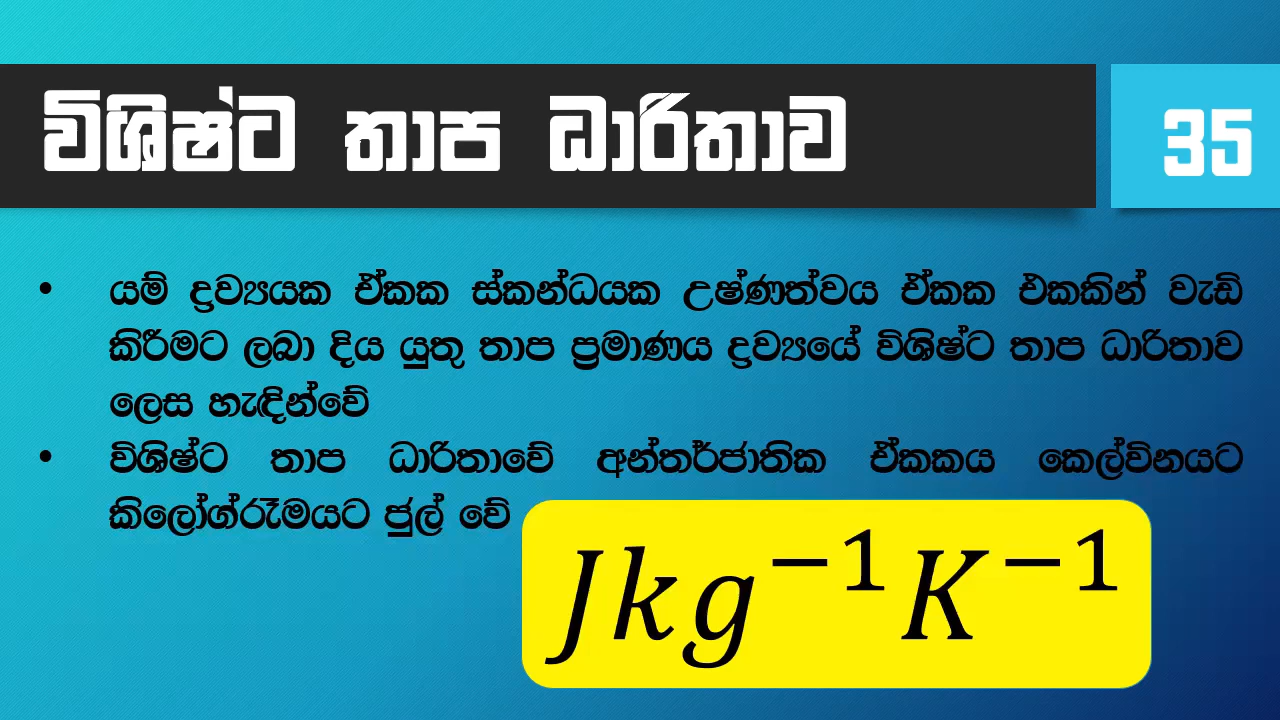 විශිෂ්ට තාප ධාරිතාව
35
• යම් ද්‍රව්‍යයක ඒකක ස්කන්ධයක උෂ්ණත්වය ඒකක එකකින් වැඩි
කිරීමට ලබා දිය යුතු තාප ප්‍රමාණය ද්‍රව්‍යයේ විශිෂ්ට තාප ධාරිතාව
ලෙස හැඳින්වේ
• විශිෂ්ට තාප ධාරිතාවේ අන්තර්ජාතික ඒකකය කෙල්විනයට
කිලෝග්රෑමයට ජුල් වේ
Jkg⁻¹K⁻¹